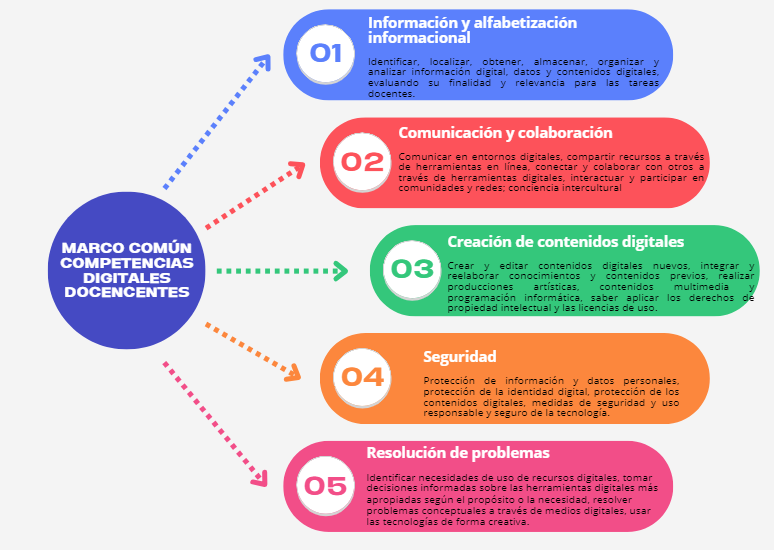 MARCO COMÚN
COMPETENCIAS
DIGITALES
DOCENCENTES
01
Información y alfabetización
informacional
Identificar, localizar, obtener, almacenar, organizar y
analizar información digital, datos y contenidos digitales,
evaluando su finalidad y relevancia para las tareas
docentes.
02
Comunicación y colaboración
Comunicar en entornos digitales, compartir recursos a través
de herramientas en línea, conectar y colaborar con otros a
través de herramientas digitales, interactuar y participar en
comunidades y redes; conciencia intercultural
03
Creación de contenidos digitales
Crear y editar contenidos digitales nuevos, integrar y
reelaborar conocimientos y contenidos previos, realizar
producciones artísticas, contenidos multimedia y
programación informática, saber aplicar los derechos de
propiedad intelectual y las licencias de uso.
04
Seguridad
Protección de información y datos personales,
protección de la identidad digital, protección de los
contenidos digitales, medidas de seguridad y uso
responsable y seguro de la tecnología.
05
Resolución de problemas
Identificar necesidades de uso de recursos digitales, tomar
decisiones informadas sobre las herramientas digitales más
apropiadas según el propósito o la necesidad, resolver
problemas conceptuales a través de medios digitales, usar
las tecnologías de forma creativa.